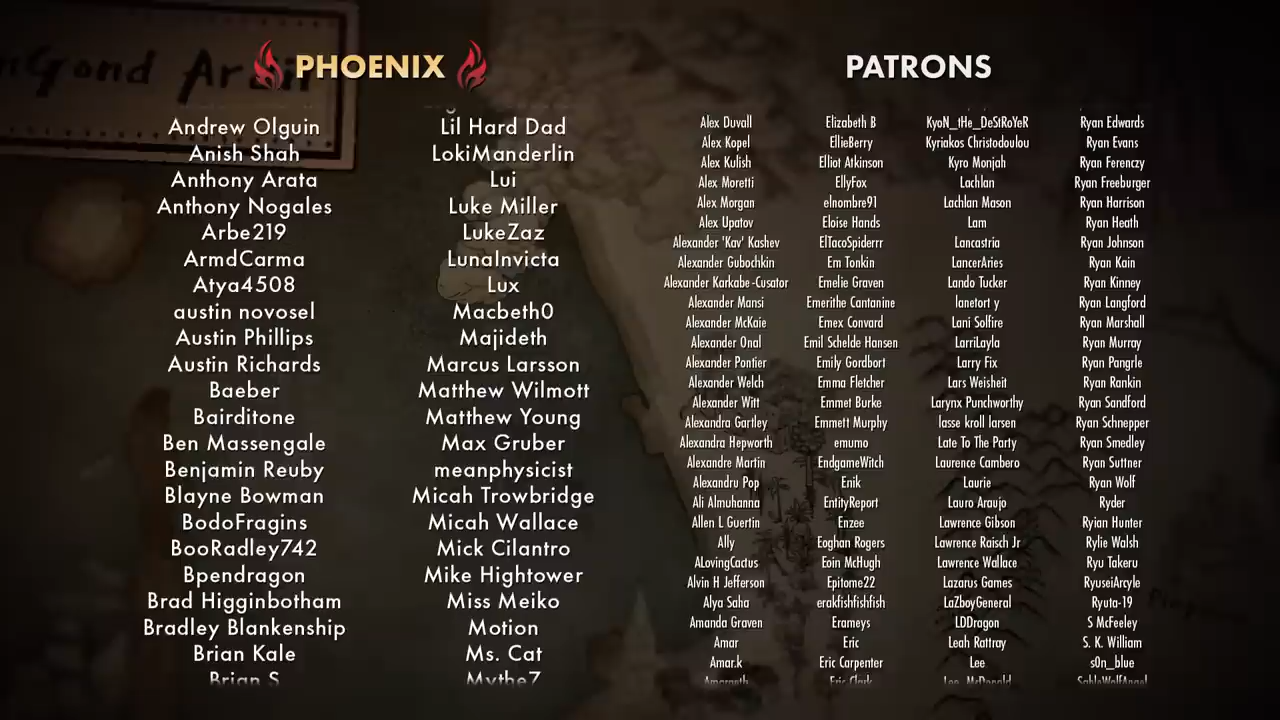 PHOENIX
Andrew Olguin
Anish Shah
Anthony Arata
Anthony Nogales
Arbe219
ArmdCarma
Atya4508
austin novosel
Austin Phillips
Austin Richards
Baeber
Bairditone
Ben Massengale
Benjamin Reuby
Blayne Bowman
BodoFragins
BooRadley742
Bpendragon
Brad Higginbotham
Bradley Blankenship
Brian Kale
Brian S
Lil Hard Dad
LokiManderlin
Lui
Luke Miller
LukeZaz
LunaInvicta
Lux
Macbeth0
Majideth
Marcus Larsson
Matthew Wilmott
Matthew Young
Max Gruber
meanphysicist
Micah Trowbridge
Micah Wallace
Mick Cilantro
Mike Hightower
Miss Meiko
Motion
Ms. Cat
Mythe7
PATRONS
Alex Duvall
Alex Kopel
Alex Kulish
Alex Moretti
Alex Morgan
Alex Upatov
Alexander 'Kav' Kashev
Alexander Gubochkin
Alexander Karkabe-Cusator
Alexander Mansi
Alexander McKaie
Alexander Onal
Alexander Pontier
Alexander Welch
Alexander Witt
Alexandra Gartley
Alexandra Hepworth
Alexandre Martin
Alexandru Pop
Ali Almuhanna
Allen L Guertin
Ally
ALovingCactus
Alvin H Jefferson
Alya Saha
Amanda Graven
Amar
Amar.k
Amaraeth
Elizabeth B
EllieBerry
Elliot Atkinson
EllyFox
elnombre91
Eloise Hands
ElTacoSpiderrr
Em Tonkin
Emelie Graven
Emerithe Cantanine
Emex Convard
Emil Schelde Hansen
Emily Gordbort
Emma Fletcher
Emmet Burke
Emmett Murphy
emumo
EndgameWitch
Enik
EntityReport
Enzee
Eoghan Rogers
Eoin McHugh
Epitome22
erakfishfishfish
Erameys
Eric
Eric Carpenter
Eric Clark
KyoN_tHe_DeStRoYeR
Kyriakos Christodoulou
Kyro Monjah
Lachlan
Lachlan Mason
Lam
Lancastria
LancerAries
Lando Tucker
lanetort y
Lani Solfire
LarriLayla
Larry Fix
Lars Weisheit
Larynx Punchworthy
lasse kroll larsen
Late To The Party
Laurence Cambero
Laurie
Lauro Araujo
Lawrence Gibson
Lawrence Raisch Jr
Lawrence Wallace
Lazarus Games
LaZboyGeneral
LDDragon
Leah Rattray
Lee
Lee McDonald
Ryan Edwards
Ryan Evans
Ryan Ferenczy
Ryan Freeburger
Ryan Harrison
Ryan Heath
Ryan Johnson
Ryan Kain
Ryan Kinney
Ryan Langford
Ryan Marshall
Ryan Murray
Ryan Pangrle
Ryan Rankin
Ryan Sandford
Ryan Schnepper
Ryan Smedley
Ryan Suttner
Ryan Wolf
Ryder
Ryian Hunter
Rylie Walsh
Ryu Takeru
RyuseiArcyle
Ryuta-19
S McFeeley
S. K. William
s0n_blue
SableWolfAngel